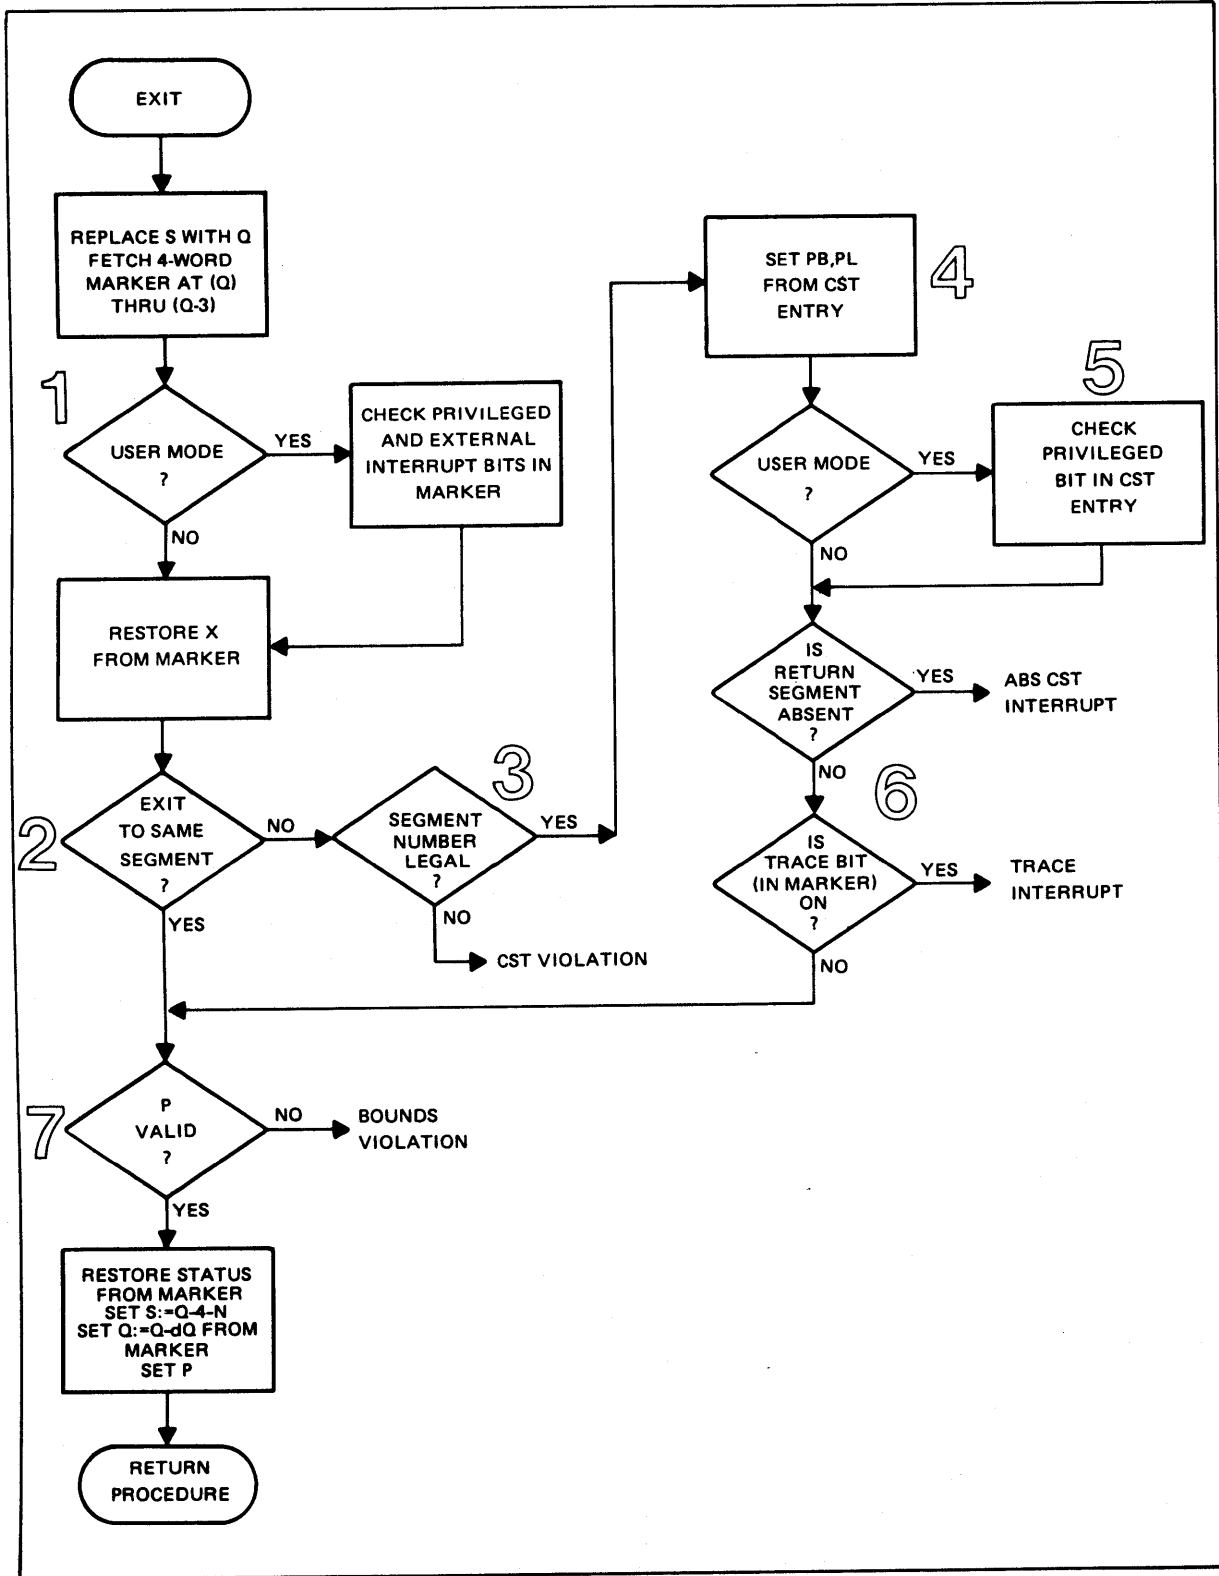 EXIT
REPLACE S WITH Q
FETCH 4-WORD
MARKER AT (Q)
THRU (Q-3)
1
USER MODE
?
YES
NO
CHECK PRIVILEGED
AND EXTERNAL
INTERRUPT BITS IN
MARKER
RESTORE X
FROM MARKER
2
EXIT
TO SAME
SEGMENT
?
NO
YES
3
SEGMENT
NUMBER
LEGAL
?
YES
NO
CST VIOLATION
4
SET PB,PL
FROM CST
ENTRY
USER MODE
?
YES
NO
5
CHECK
PRIVILEGED
BIT IN CST
ENTRY
IS
RETURN
SEGMENT
ABSENT
?
YES
ABS CST
INTERRUPT
NO
6
IS
TRACE BIT
(IN MARKER)
ON
?
YES
TRACE
INTERRUPT
NO
7
P
VALID
?
NO
BOUNDS
VIOLATION
YES
RESTORE STATUS
FROM MARKER
SET S:=Q-4-N
SET Q:=Q-dQ FROM
MARKER
SET P
RETURN
PROCEDURE